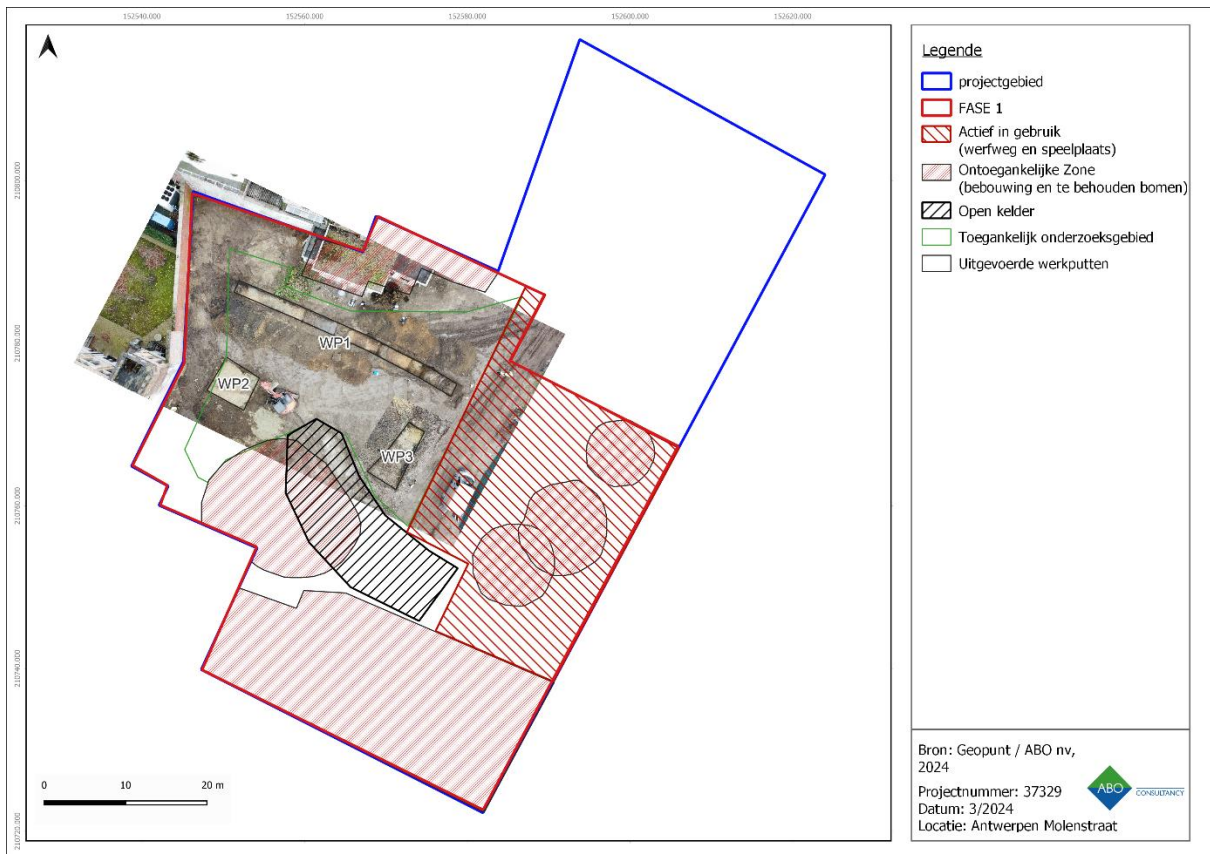 152540.000 152560.000 152580.000 152600.000 152620.000
210800.000
210780.000
210760.000
210740.000
210720.000
WP1
WP2
WP3
0 10 20 m
Legende
projectgebied
FASE 1
Actief in gebruik
(werfweg en speelplaats)
Ontoegankelijke Zone
(bebouwing en te behouden bomen)
Open kelder
Toegankelijk onderzoeksgebied
Uitgevoerde werkputten
Bron: Geopunt / ABO nv,
2024
Projectnummer: 37329
Datum: 3/2024
Locatie: Antwerpen Molenstraat
ABO CONSULTANCY